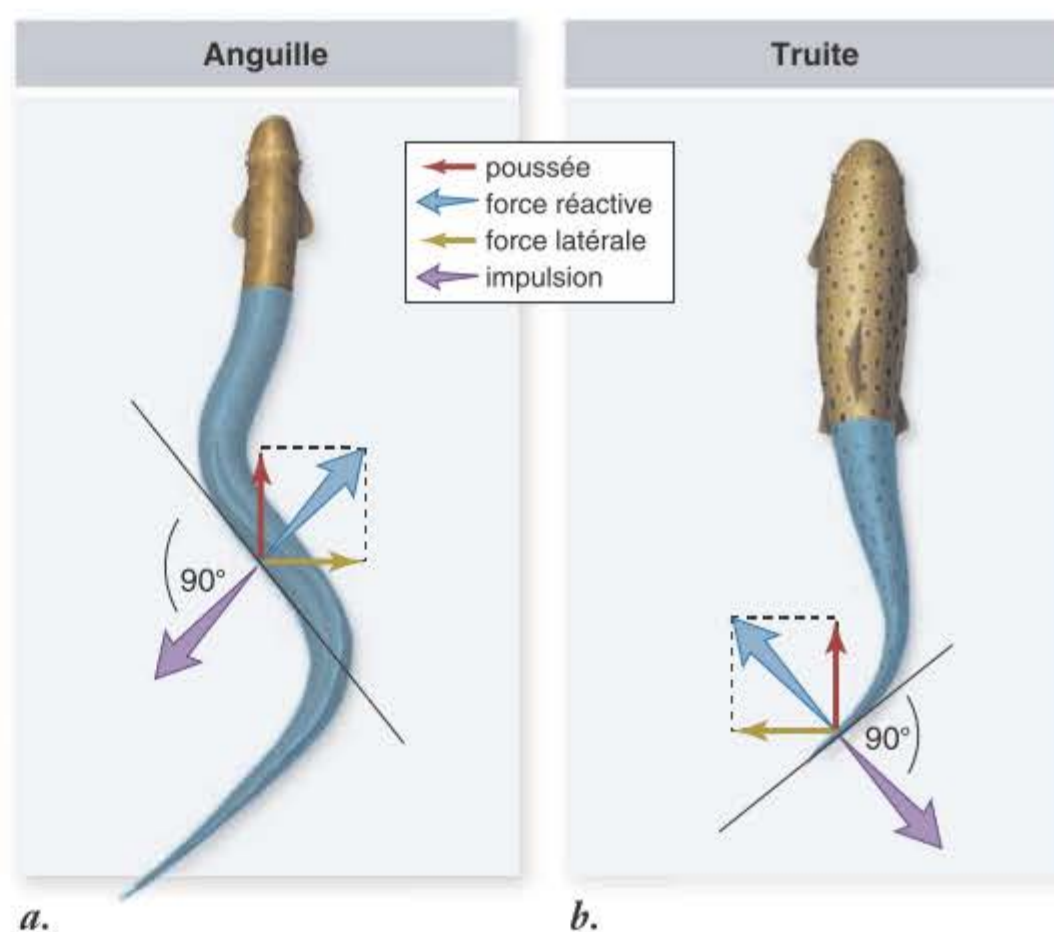 Anguille
Truite
poussée
force réactive
force latérale
impulsion
90°
90°
a.
b.